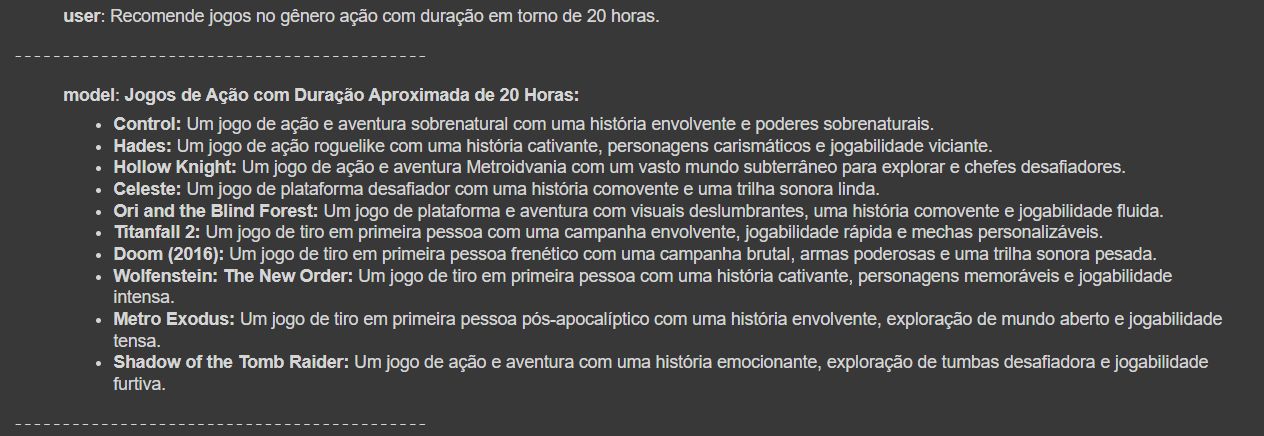 user: Recomende jogos no gênero ação com duração em torno de 20 horas.
-------------------------------------------
model: Jogos de Ação com Duração Aproximada de 20 Horas:
• Control: Um jogo de ação e aventura sobrenatural com uma história envolvente e poderes sobrenaturais.
• Hades: Um jogo de ação roguelike com uma história cativante, personagens carismáticos e jogabilidade viciante.
• Hollow Knight: Um jogo de ação e aventura Metroidvania com um vasto mundo subterrâneo para explorar e chefes desafiadores.
• Celeste: Um jogo de plataforma desafiador com uma história comovente e uma trilha sonora linda.
• Ori and the Blind Forest: Um jogo de plataforma e aventura com visuais deslumbrantes, uma história comovente e jogabilidade fluida.
• Titanfall 2: Um jogo de tiro em primeira pessoa com uma campanha envolvente, jogabilidade rápida e mechas personalizáveis.
• Doom (2016): Um jogo de tiro em primeira pessoa frenético com uma campanha brutal, armas poderosas e uma trilha sonora pesada.
• Wolfenstein: The New Order: Um jogo de tiro em primeira pessoa com uma história cativante, personagens memoráveis e jogabilidade
intensa.
• Metro Exodus: Um jogo de tiro em primeira pessoa pós-apocalíptico com uma história envolvente, exploração de mundo aberto e jogabilidade
tensa.
• Shadow of the Tomb Raider: Um jogo de ação e aventura com uma história emocionante, exploração de tumbas desafiadora e jogabilidade
furtiva.
-------------------------------------------